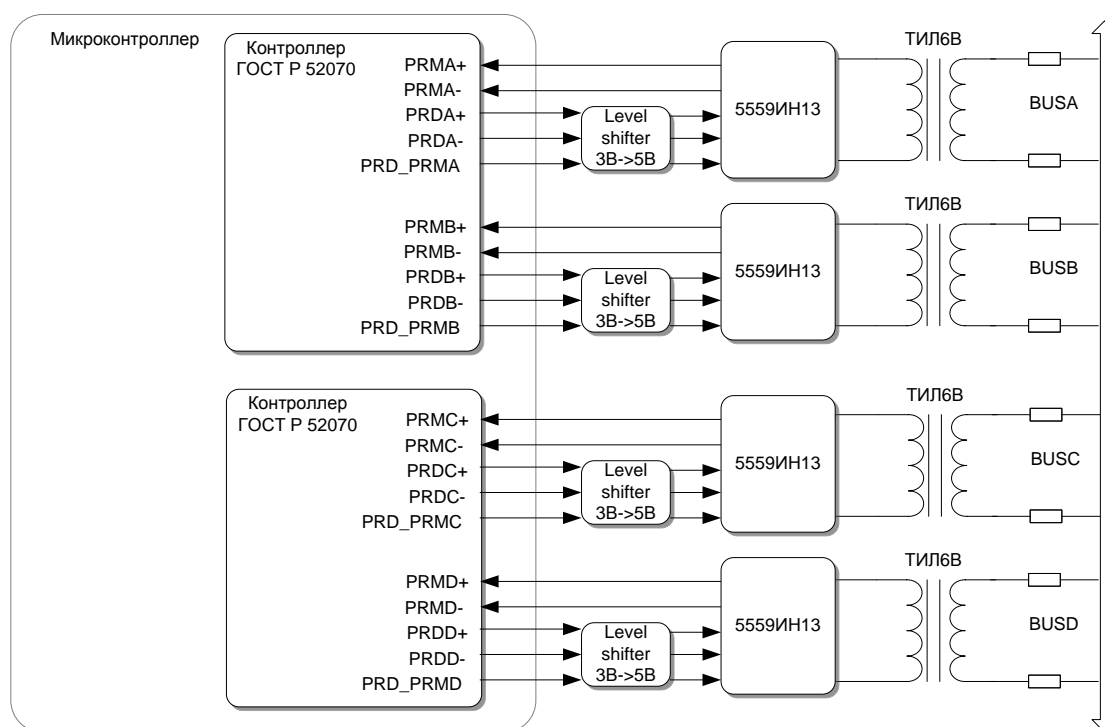 Микроконтроллер
Контроллер
ГОСТ Р 52070
PRMA+
PRMA-
PRDA+
PRDA-
PRD_PRMA
Level
shifter
3В->5В
5559ИН13
ТИЛ6В
BUSA
PRMB+
PRMB-
PRDB+
PRDB-
PRD_PRMB
Level
shifter
3В->5В
5559ИН13
ТИЛ6В
BUSB
Контроллер
ГОСТ Р 52070
PRMC+
PRMC-
PRDC+
PRDC-
PRD_PRMC
Level
shifter
3В->5В
5559ИН13
ТИЛ6В
BUSC
PRMD+
PRMD-
PRDD+
PRDD-
PRD_PRMD
Level
shifter
3В->5В
5559ИН13
ТИЛ6В
BUSD